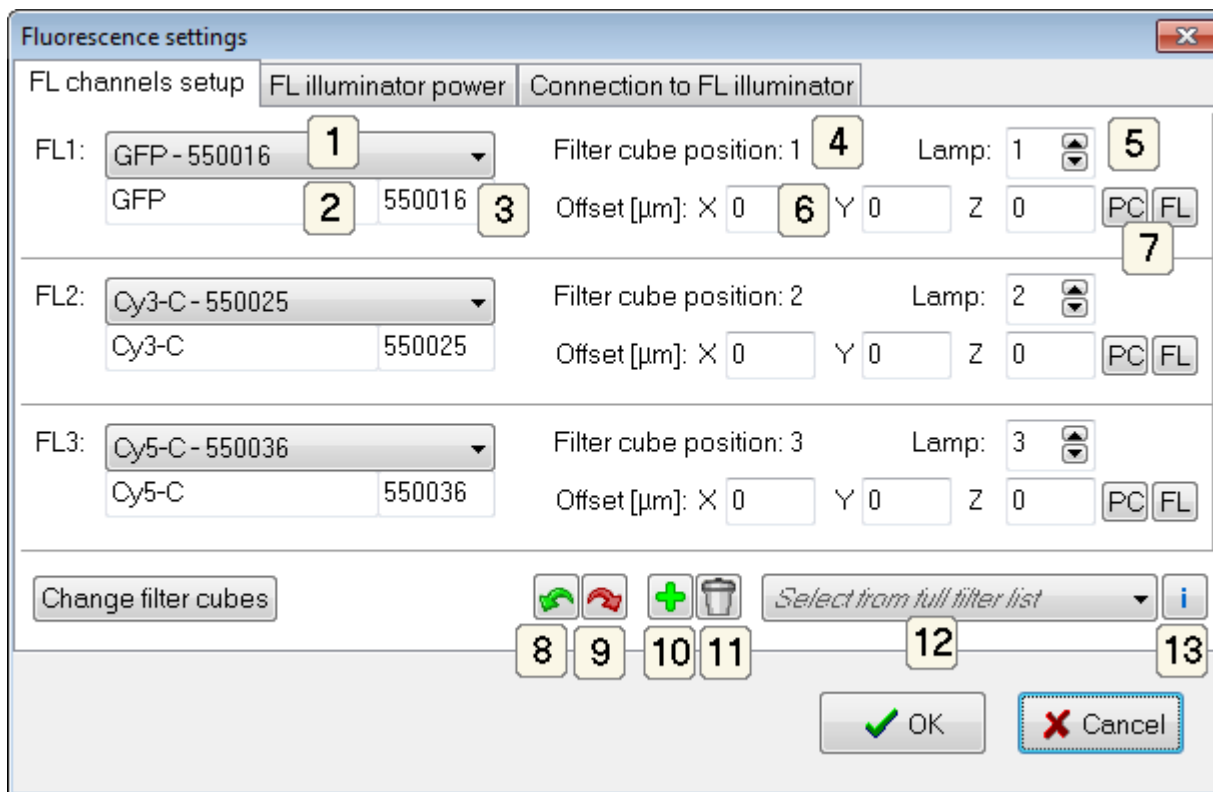 Fluorescence settings
FL channels setup FL illuminator power Connection to FL illuminator
FL1: GFP - 550016 1 Filter cube position: 1 4 Lamp: 1 5
GFP 2 550016 3 Offset [µm]: X 0 6 Y 0 Z 0 PC FL
7
FL2: Cy3-C - 550025 Filter cube position: 2 Lamp: 2
Cy3-C 550025 Offset [µm]: X 0 Y 0 Z 0 PC FL
FL3: Cy5-C - 550036 Filter cube position: 3 Lamp: 3
Cy5-C 550036 Offset [µm]: X 0 Y 0 Z 0 PC FL
Change filter cubes Select from full filter list i
8 9 10 11 12 13
OK Cancel